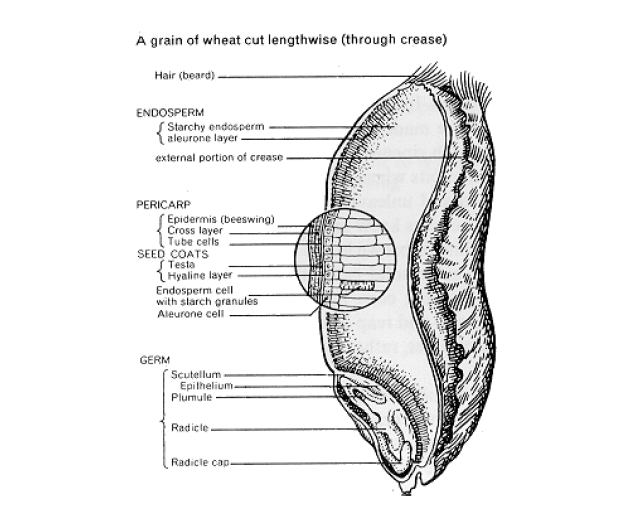 A grain of wheat cut lengthwise (through crease)
Hair (beard)
ENDOSPERM
Starchy endosperm
aleurone layer
external portion of crease
PERICARP
Epidermis (beeswing)
Cross layer
Tube cells
SEED COATS
Testa
Hyaline layer
Endosperm cell
with starch granules
Aleurone cell
GERM
Scutellum
Epithelium
Plumule
Radicle
Radicle cap